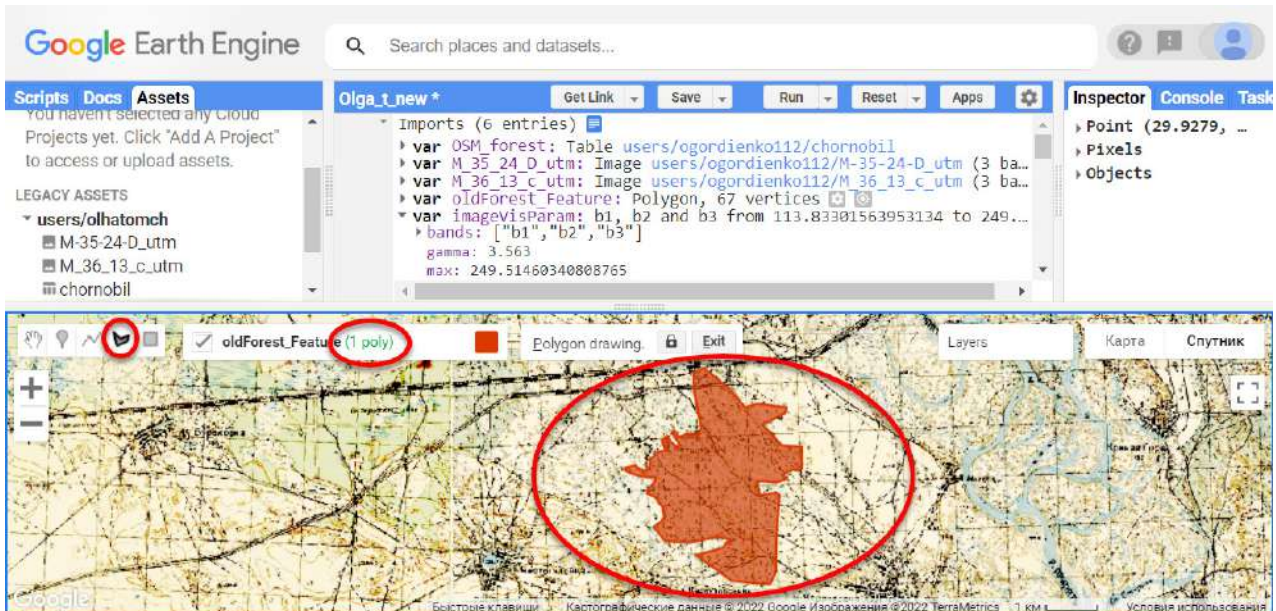 Google Earth Engine
Search places and datasets...
Scripts Docs Assets
You haven't selected any Cloud
Projects yet. Click "Add A Project"
to access or upload assets.
LEGACY ASSETS
users/olhatomch
M-35-24-D_utm
M_36_13_c_utm
chornobil
Olga_t_new *
Get Link Save Run Reset Apps
Imports (6 entries)
var OSM_forest: Table users/ogordienko112/chornobil
var M_35_24_D_utm: Image users/ogordienko112/M-35-24-D_utm (3 ba…
var M_36_13_c_utm: Image users/ogordienko112/M_36_13_c_utm (3 ba…
var oldForest_Feature: Polygon, 67 vertices
var imageVisParam: b1, b2 and b3 from 113.83301563953134 to 249.…
bands: ["b1","b2","b3"]
gamma: 3.563
max: 249.51460340808765
Inspector Console Task
Point (29.9279, …
Pixels
Objects
oldForest_Feature (1 poly)
Polygon drawing. Exit
Layers
Карта Спутник
Google
Быстрые клавиши
Картографические данные © 2022 Google Изображения ©2022 TerraMetrics
1 км
Условия использования